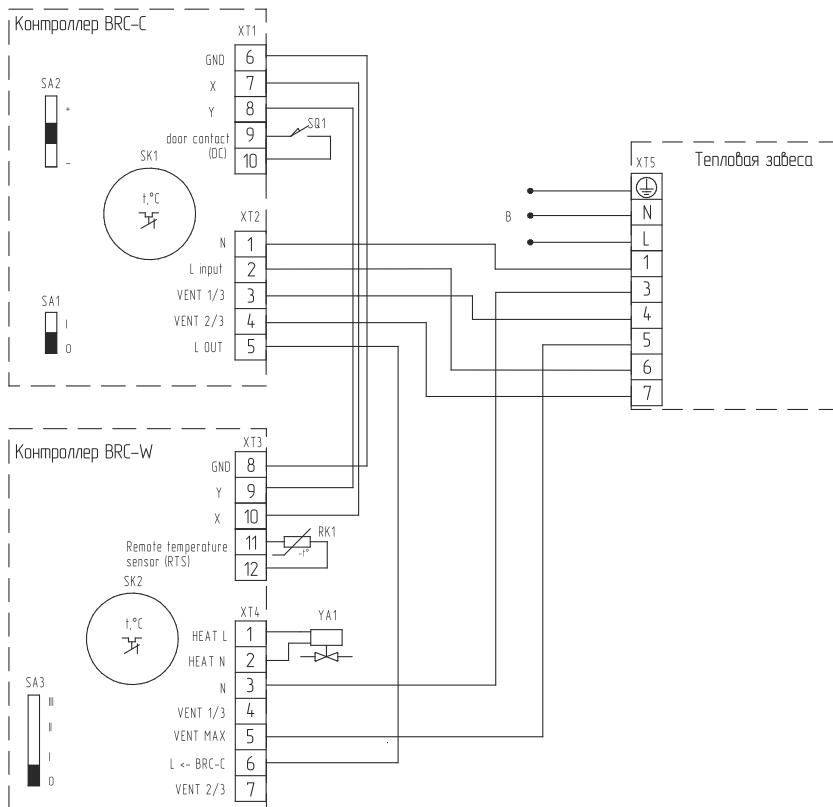 Контроллер BRC-C
XT1
GND 6
X 7
Y 8
door contact
(DC)
9
10
SQ1
SA2
+
-
SK1
t,°C
XT2
N 1
L input 2
VENT 1/3 3
VENT 2/3 4
L OUT 5
SA1
I
0
XT5
Тепловая завеса
B
N
L
1
3
4
5
6
7
Контроллер BRC-W
XT3
GND 8
Y 9
X 10
Remote temperature
sensor (RTS)
11
12
RK1
-t°
SK2
t,°C
XT4
HEAT L 1
HEAT N 2
N 3
VENT 1/3 4
VENT MAX 5
L <- BRC-C 6
VENT 2/3 7
YA1
SA3
III
II
I
0